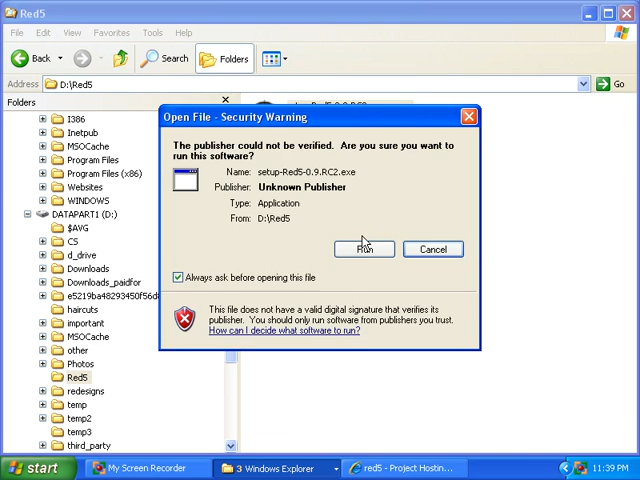 Red5
File Edit View Favorites Tools Help
Back Search Folders
Address D:\Red5 Go
Folders
I386
Inetpub
MSOCache
Program Files
Program Files (x86)
Websites
WINDOWS
DATAPART1 (D:)
$AVG
CS
d_drive
Downloads
Downloads_paidfor
haircuts
important
MSOCache
other
Photos
Red5
redesigns
temp
temp2
temp3
third_party
Open File - Security Warning
The publisher could not be verified. Are you sure you want to
run this software?
Name: setup-Red5-0.9.RC2.exe
Publisher: Unknown Publisher
Type: Application
From: D:\Red5
Run Cancel
Always ask before opening this file
This file does not have a valid digital signature that verifies its
publisher. You should only run software from publishers you trust.
How can I decide what software to run?
start My Screen Recorder 3 Windows Explorer red5 - Project Hostin... 11:39 PM